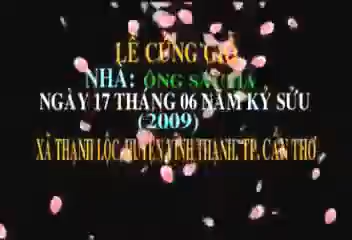 LỄ CÚNG GIỖ
NHÀ: ÔNG SÁU HÀ
NGÀY 17 THÁNG 06 NĂM KỶ SỬU
(2009)
XÃ THẠNH LỘC, HUYỆN VĨNH THẠNH. TP. CẦN THƠ